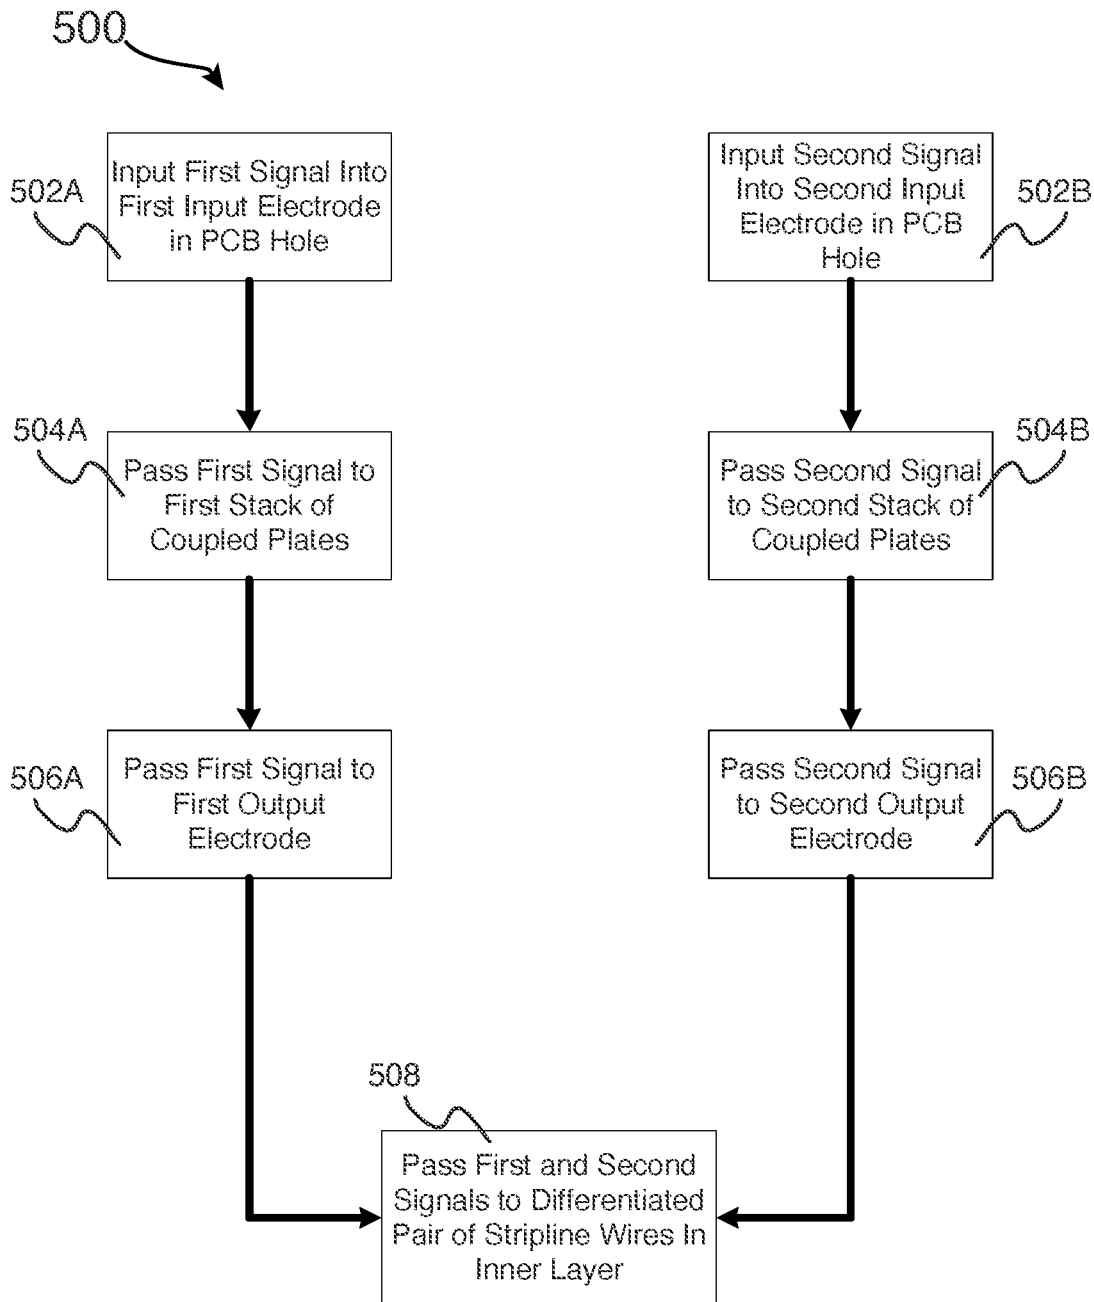 500
502A
Input First Signal Into
First Input Electrode
in PCB Hole
Input Second Signal
Into Second Input
Electrode in PCB
Hole
502B
504A
Pass First Signal to
First Stack of
Coupled Plates
Pass Second Signal
to Second Stack of
Coupled Plates
504B
506A
Pass First Signal to
First Output
Electrode
Pass Second Signal
to Second Output
Electrode
506B
508
Pass First and Second
Signals to Differentiated
Pair of Stripline Wires In
Inner Layer